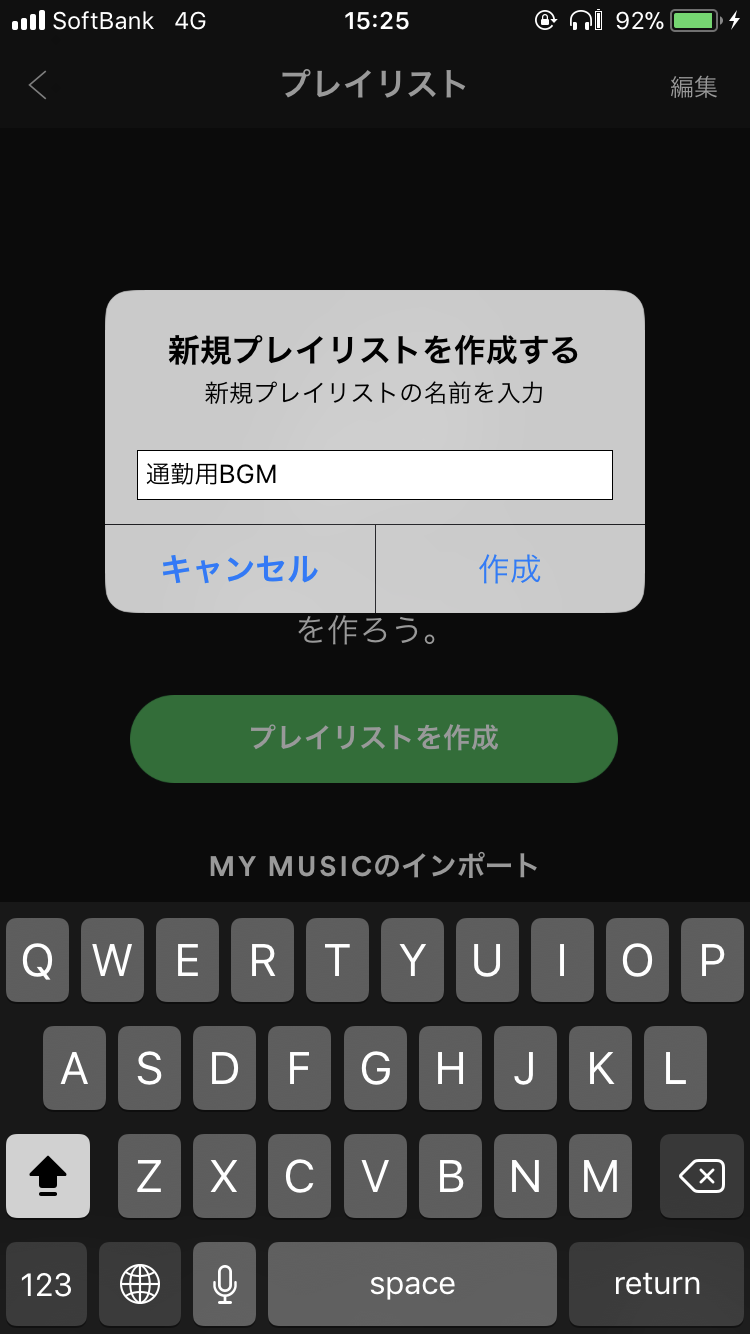 SoftBank 4G 15:25 92%
プレイリスト 編集
新規プレイリストを作成する
新規プレイリストの名前を入力
通勤用BGM
キャンセル 作成
を作ろう。
プレイリストを作成
MY MUSICのインポート
Q W E R T Y U I O P
A S D F G H J K L
Z X C V B N M
123 space return